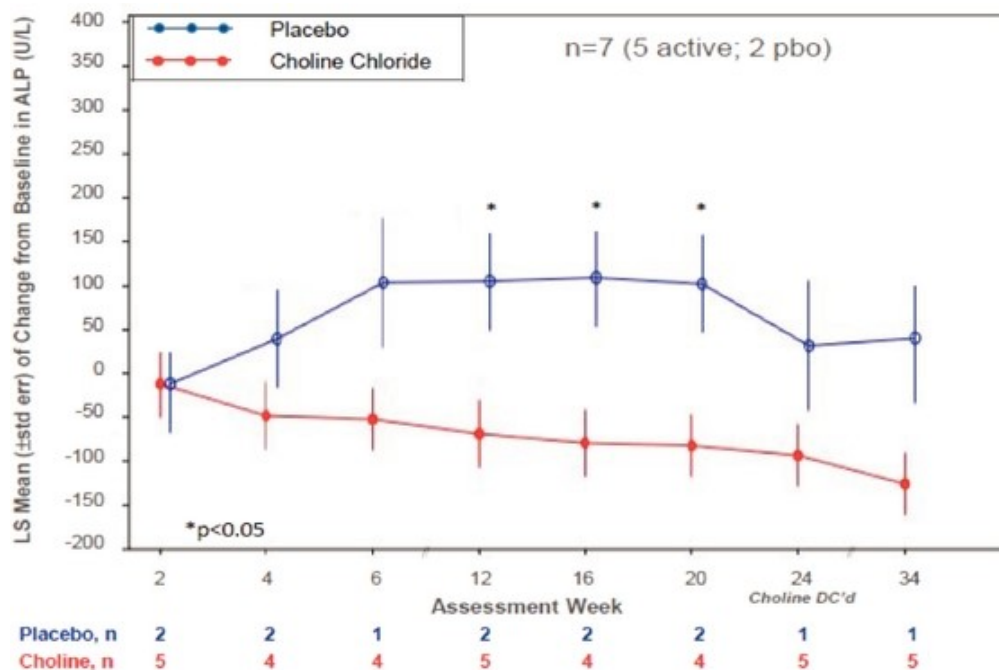 Placebo
Choline Chloride
n=7 (5 active; 2 pbo)
LS Mean (±std err) of Change from Baseline in ALP (U/L)
400
350
300
250
200
150
100
50
0
-50
-100
-150
-200
*
*
*
*p<0.05
2 4 6 12 16 20 24 34
Assessment Week
Choline DC'd
Placebo, n 2 2 1 2 2 2 1 1
Choline, n 5 4 4 5 4 4 5 5